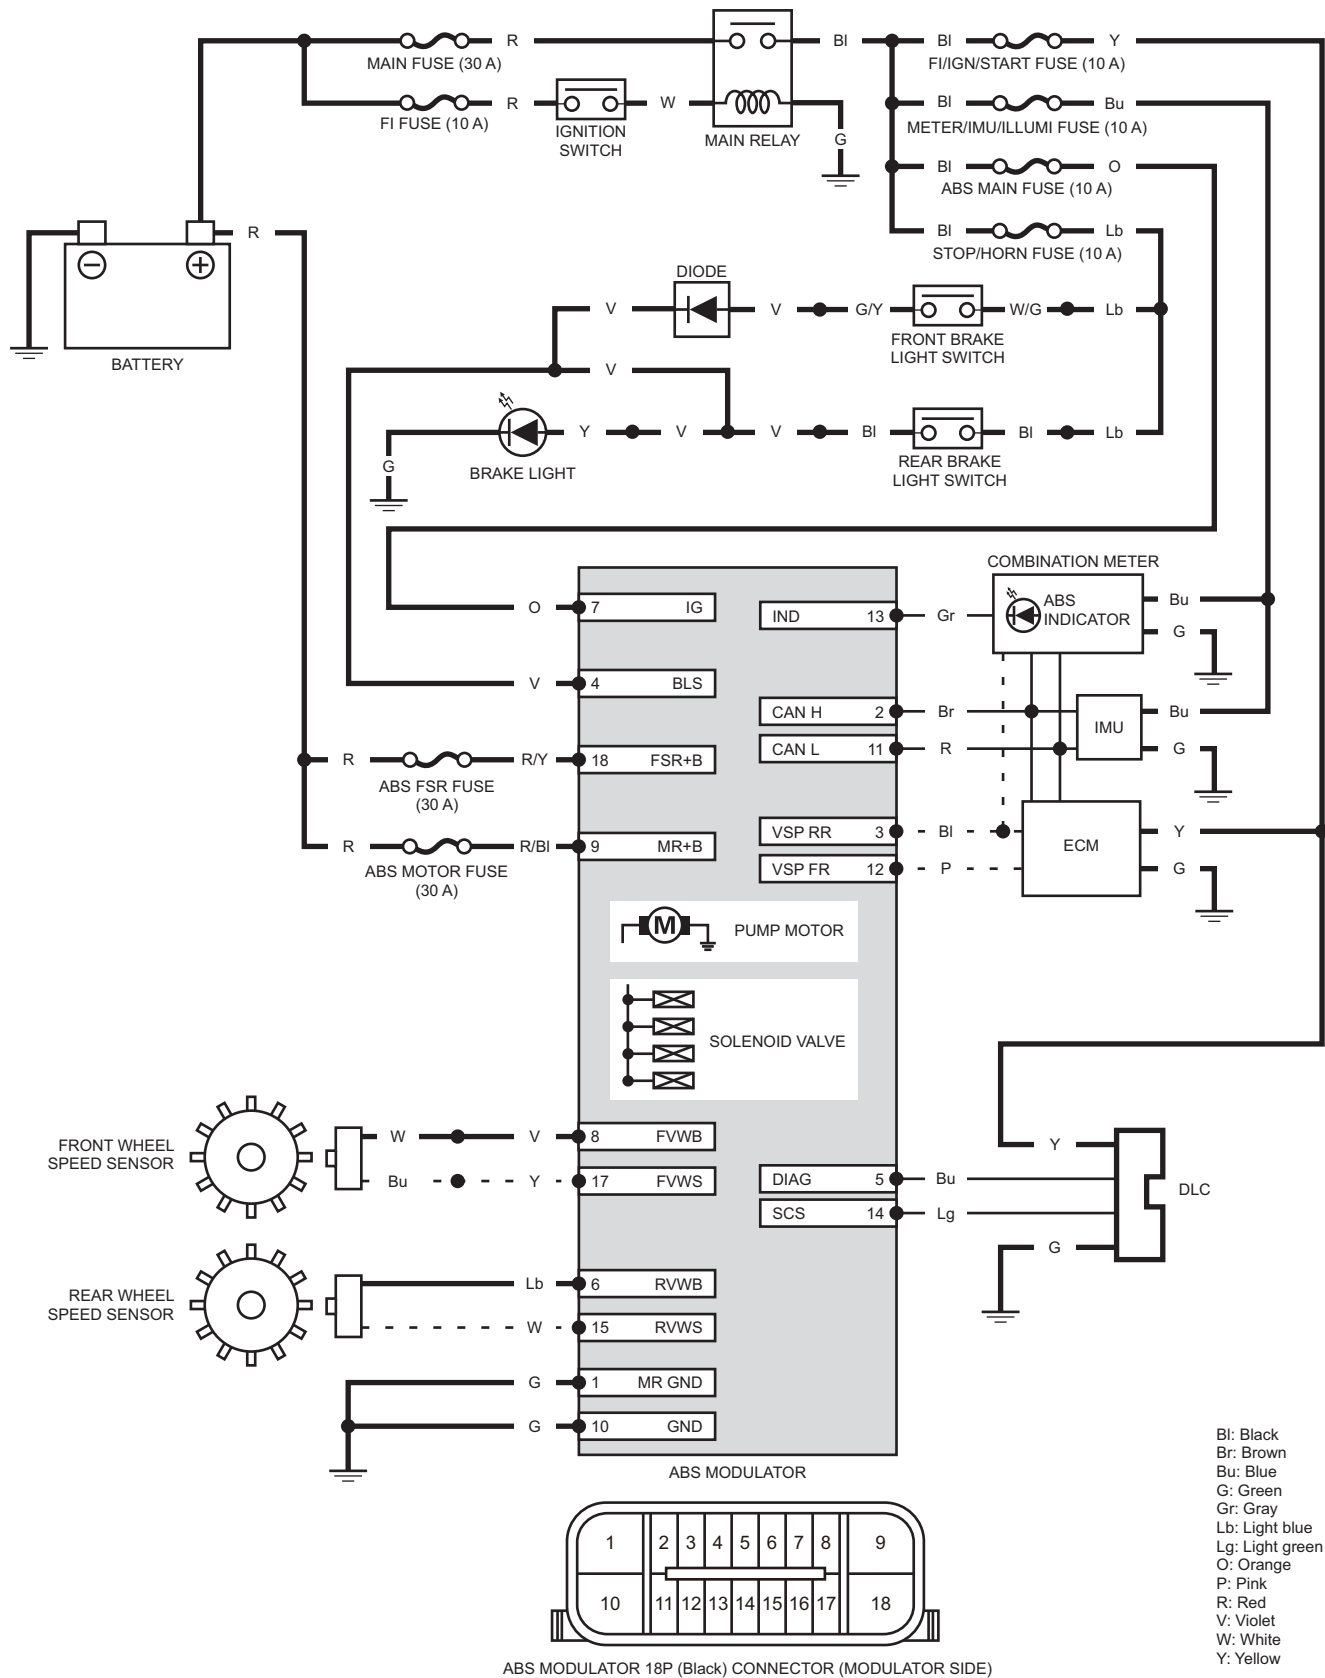 R
MAIN FUSE (30 A)
Bl
Bl
Y
FI/IGN/START FUSE (10 A)
R
FI FUSE (10 A)
IGNITION
SWITCH
W
MAIN RELAY
G
Bl
Bu
METER/IMU/ILLUMI FUSE (10 A)
Bl
O
ABS MAIN FUSE (10 A)
Bl
Lb
STOP/HORN FUSE (10 A)
R
BATTERY
DIODE
V
V
G/Y
W/G
Lb
FRONT BRAKE
LIGHT SWITCH
V
Y
V
V
Bl
Bl
Lb
BRAKE LIGHT
REAR BRAKE
LIGHT SWITCH
G
COMBINATION METER
ABS
INDICATOR
Bu
G
O
7 IG
IND 13
Gr
V
4 BLS
CAN H 2
Br
IMU
Bu
CAN L 11
R
G
R
R/Y
18 FSR+B
ABS FSR FUSE
(30 A)
VSP RR 3
Bl
ECM
Y
R
R/Bl
9 MR+B
ABS MOTOR FUSE
(30 A)
VSP FR 12
P
G
M
PUMP MOTOR
SOLENOID VALVE
FRONT WHEEL
SPEED SENSOR
W
V
8 FVWB
Bu
Y
17 FVWS
Y
DIAG 5
Bu
DLC
SCS 14
Lg
G
REAR WHEEL
SPEED SENSOR
Lb
6 RVWB
W
15 RVWS
G
1 MR GND
G
10 GND
ABS MODULATOR
1 2 3 4 5 6 7 8 9
10 11 12 13 14 15 16 17 18
ABS MODULATOR 18P (Black) CONNECTOR (MODULATOR SIDE)
Bl: Black
Br: Brown
Bu: Blue
G: Green
Gr: Gray
Lb: Light blue
Lg: Light green
O: Orange
P: Pink
R: Red
V: Violet
W: White
Y: Yellow